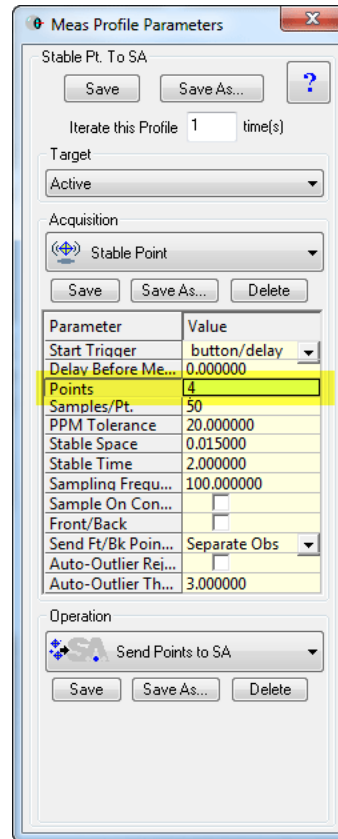 Meas Profile Parameters
Stable Pt. To SA
Save Save As... ?
Iterate this Profile 1 time(s)
Target
Active
Acquisition
Stable Point
Save Save As... Delete
Parameter Value
Start Trigger button/delay
Delay Before Me... 0.000000
Points 4
Samples/Pt. 50
PPM Tolerance 20.000000
Stable Space 0.015000
Stable Time 2.000000
Sampling Frequ... 100.000000
Sample On Con...
Front/Back
Send Ft/Bk Poin... Separate Obs
Auto-Outlier Rej...
Auto-Outlier Th... 3.000000
Operation
SA Send Points to SA
Save Save As... Delete